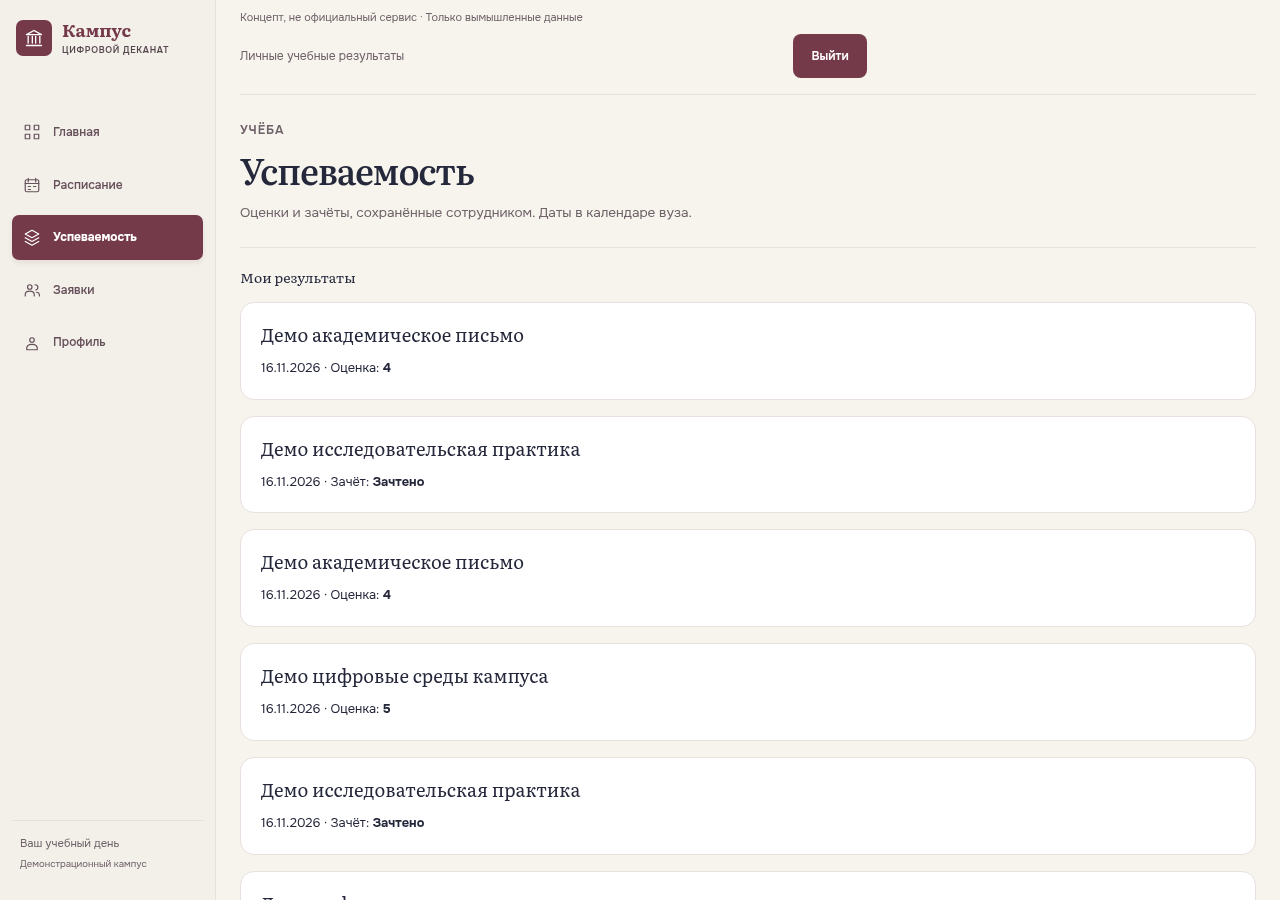 Кампус
ЦИФРОВОЙ ДЕКАНАТ
Главная
Расписание
Успеваемость
Заявки
Профиль
Ваш учебный день
Демонстрационный кампус
Концепт, не официальный сервис · Только вымышленные данные
Личные учебные результаты
Выйти
УЧЁБА
Успеваемость
Оценки и зачёты, сохранённые сотрудником. Даты в календаре вуза.
Мои результаты
Демо академическое письмо
16.11.2026 · Оценка: 4
Демо исследовательская практика
16.11.2026 · Зачёт: Зачтено
Демо академическое письмо
16.11.2026 · Оценка: 4
Демо цифровые среды кампуса
16.11.2026 · Оценка: 5
Демо исследовательская практика
16.11.2026 · Зачёт: Зачтено